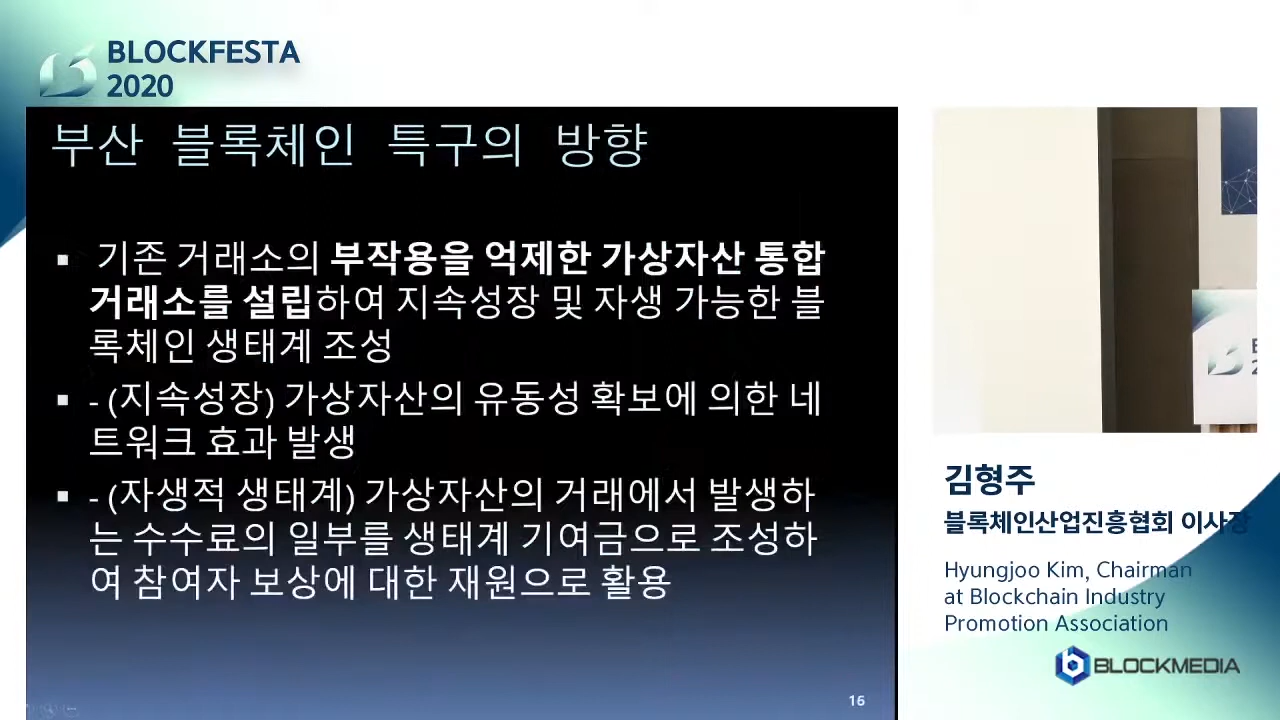 BLOCKFESTA
2020
부산 블록체인 특구의 방향
▪ 기존 거래소의 부작용을 억제한 가상자산 통합
거래소를 설립하여 지속성장 및 자생 가능한 블
록체인 생태계 조성
▪ - (지속성장) 가상자산의 유동성 확보에 의한 네
트워크 효과 발생
▪ - (자생적 생태계) 가상자산의 거래에서 발생하
는 수수료의 일부를 생태계 기여금으로 조성하
여 참여자 보상에 대한 재원으로 활용
16
김형주
블록체인산업진흥협회 이사장
Hyungjoo Kim, Chairman
at Blockchain Industry
Promotion Association
BLOCKMEDIA